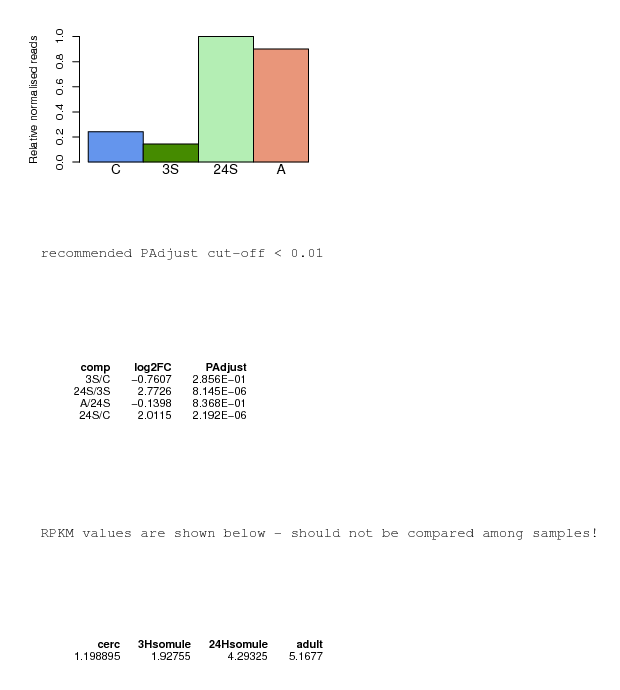 Relative normalised reads
1.0
0.8
0.6
0.4
0.2
0.0
C 3S 24S A
recommended PAdjust cut-off < 0.01
comp log2FC PAdjust
3S/C −0.7607 2.856E−01
24S/3S 2.7726 8.145E−06
A/24S −0.1398 8.368E−01
24S/C 2.0115 2.192E−06
RPKM values are shown below - should not be compared among samples!
cerc 3Hsomule 24Hsomule adult
1.198895 1.92755 4.29325 5.1677